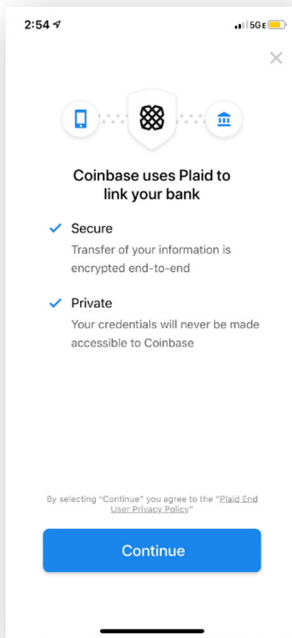 2:54
5GE
Coinbase uses Plaid to
link your bank
Secure
Transfer of your information is
encrypted end-to-end
Private
Your credentials will never be made
accessible to Coinbase
By selecting “Continue” you agree to the “Plaid End
User Privacy Policy”
Continue